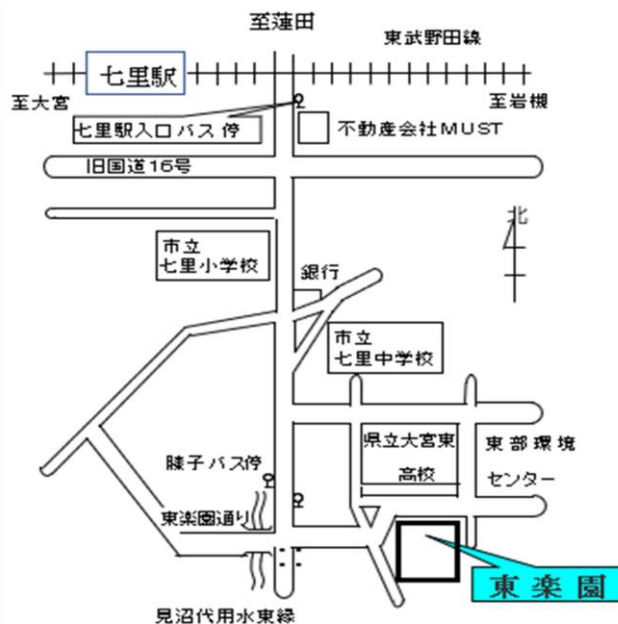 至蓮田
東武野田線
七里駅
至大宮
至岩槻
七里駅入口バス停
不動産会社MUST
旧国道16号
北
市立
七里小学校
銀行
市立
七里中学校
県立大宮東
高校
東部環境
センター
膝子バス停
東楽園通り
東楽園
見沼代用水東縁